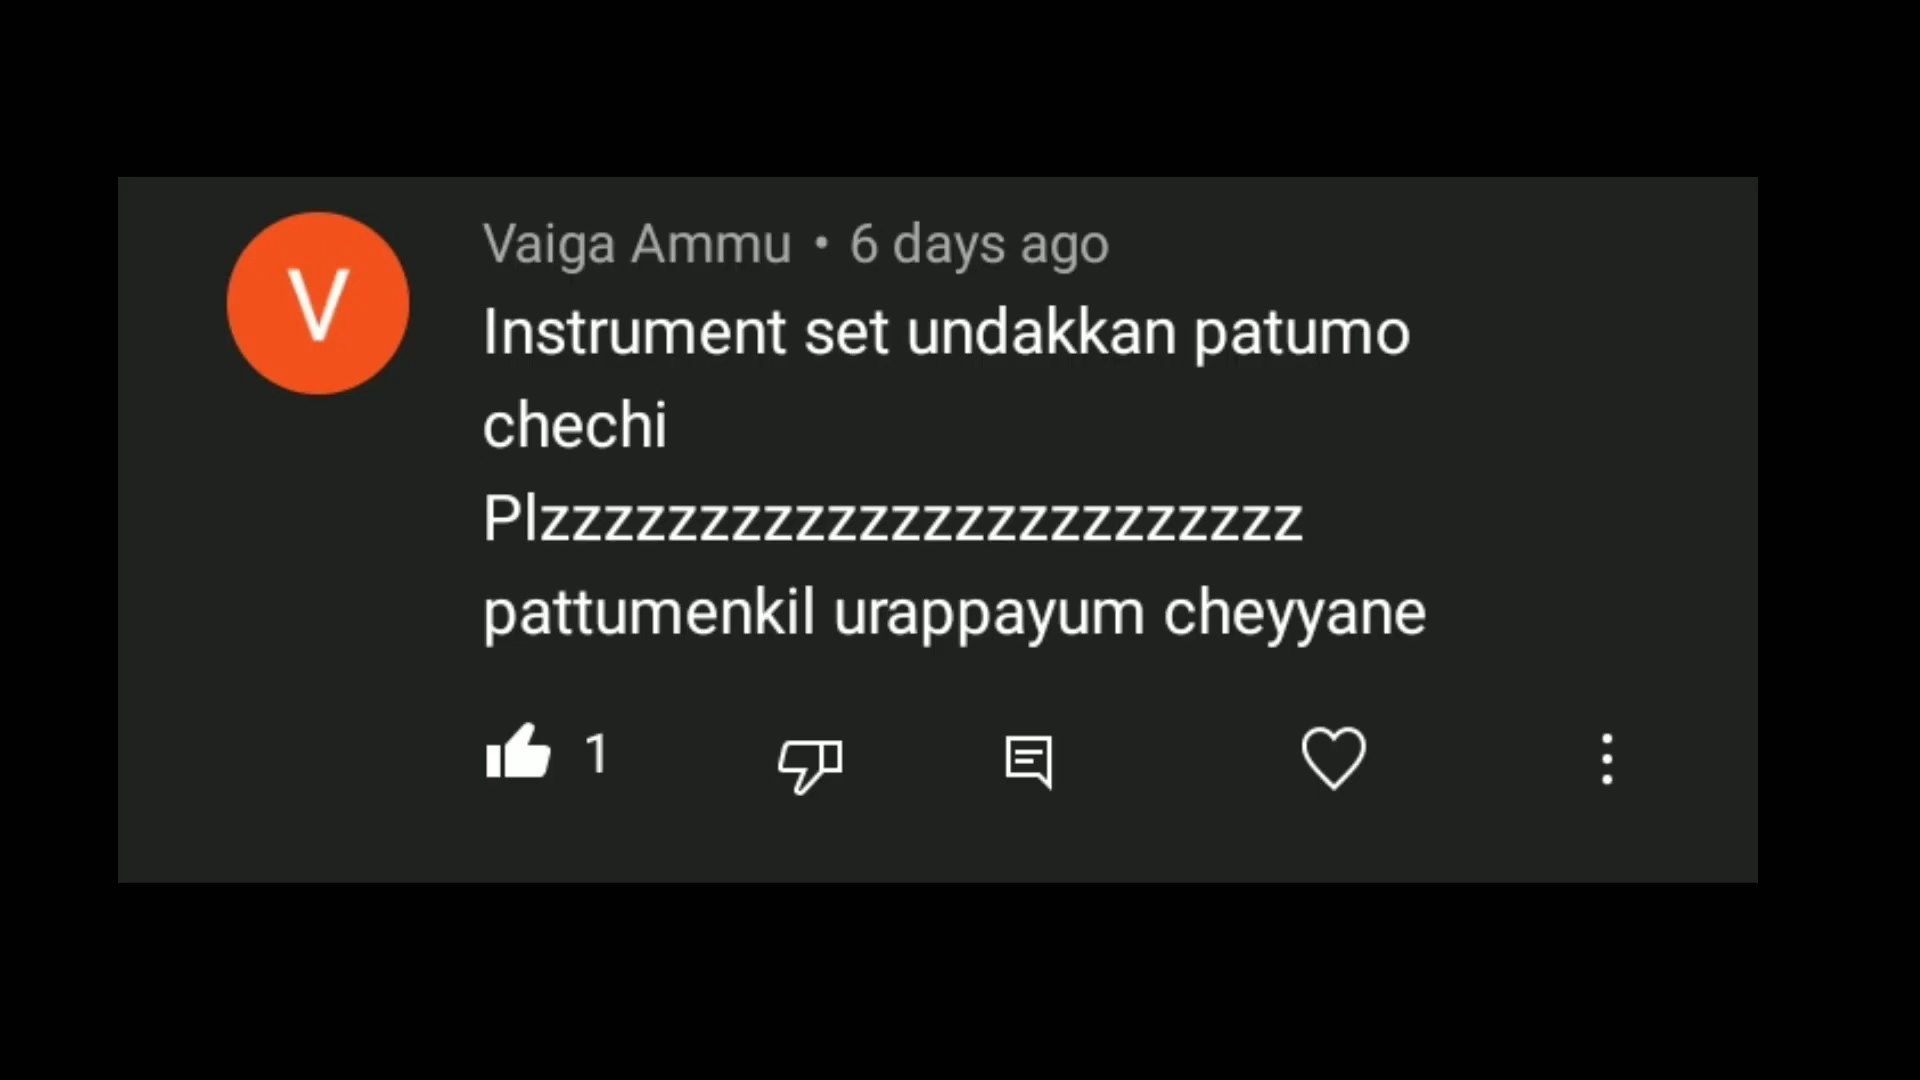 V
Vaiga Ammu • 6 days ago
Instrument set undakkan patumo
chechi
Plzzzzzzzzzzzzzzzzzzzzzzzz
pattumenkil urappayum cheyyane
1